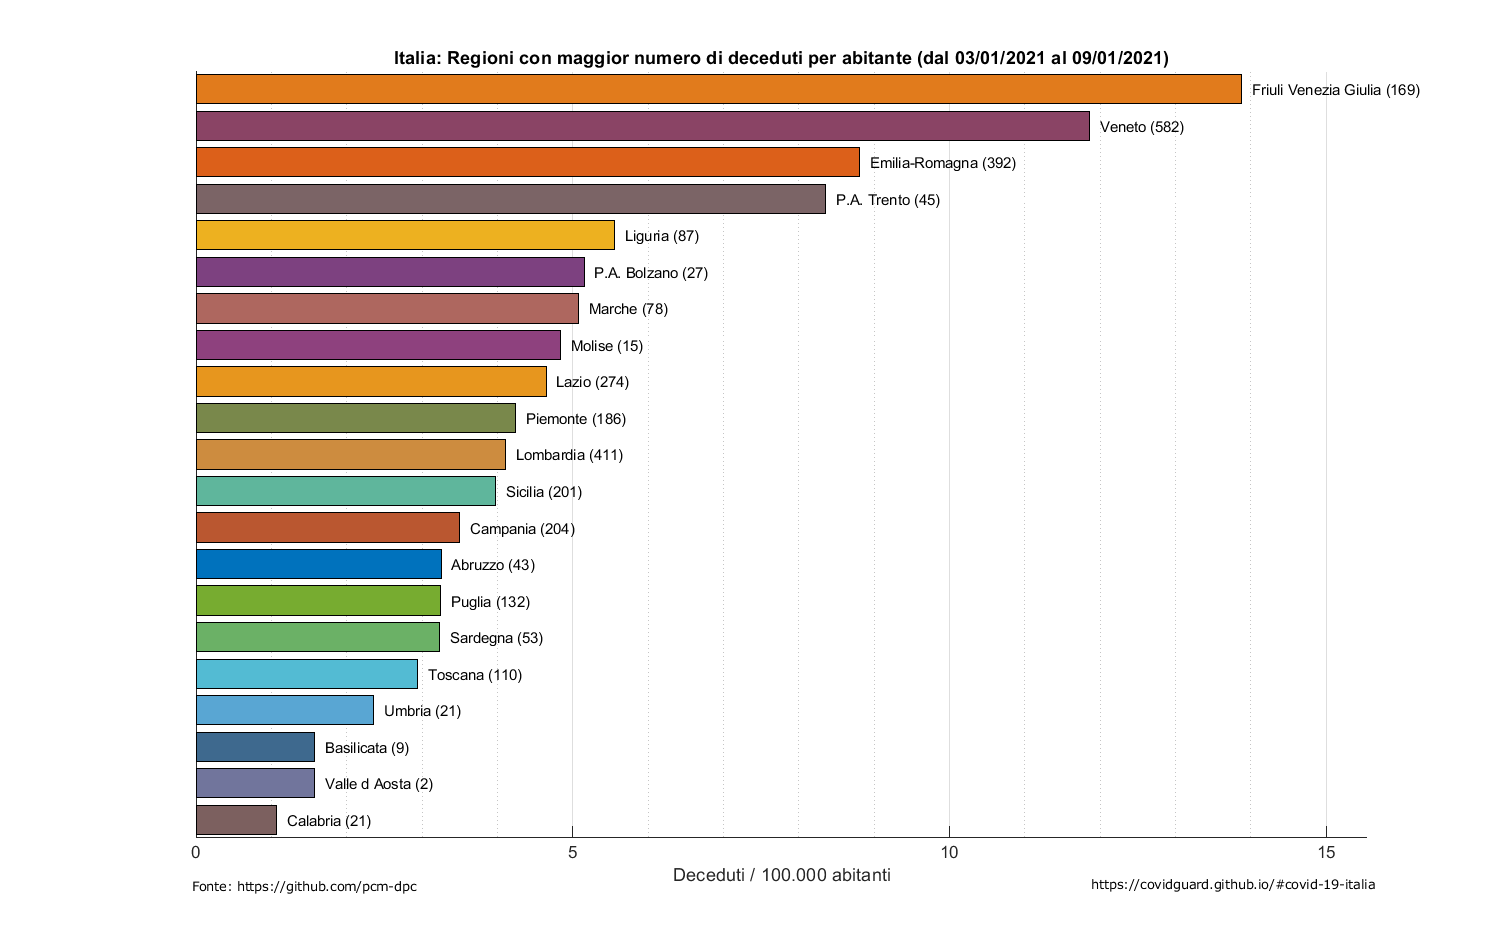 Italia: Regioni con maggior numero di deceduti per abitante (dal 03/01/2021 al 09/01/2021)
Friuli Venezia Giulia (169)
Veneto (582)
Emilia-Romagna (392)
P.A. Trento (45)
Liguria (87)
P.A. Bolzano (27)
Marche (78)
Molise (15)
Lazio (274)
Piemonte (186)
Lombardia (411)
Sicilia (201)
Campania (204)
Abruzzo (43)
Puglia (132)
Sardegna (53)
Toscana (110)
Umbria (21)
Basilicata (9)
Valle d Aosta (2)
Calabria (21)
0 5 10 15
Deceduti / 100.000 abitanti
Fonte: https://github.com/pcm-dpc
https://covidguard.github.io/#covid-19-italia